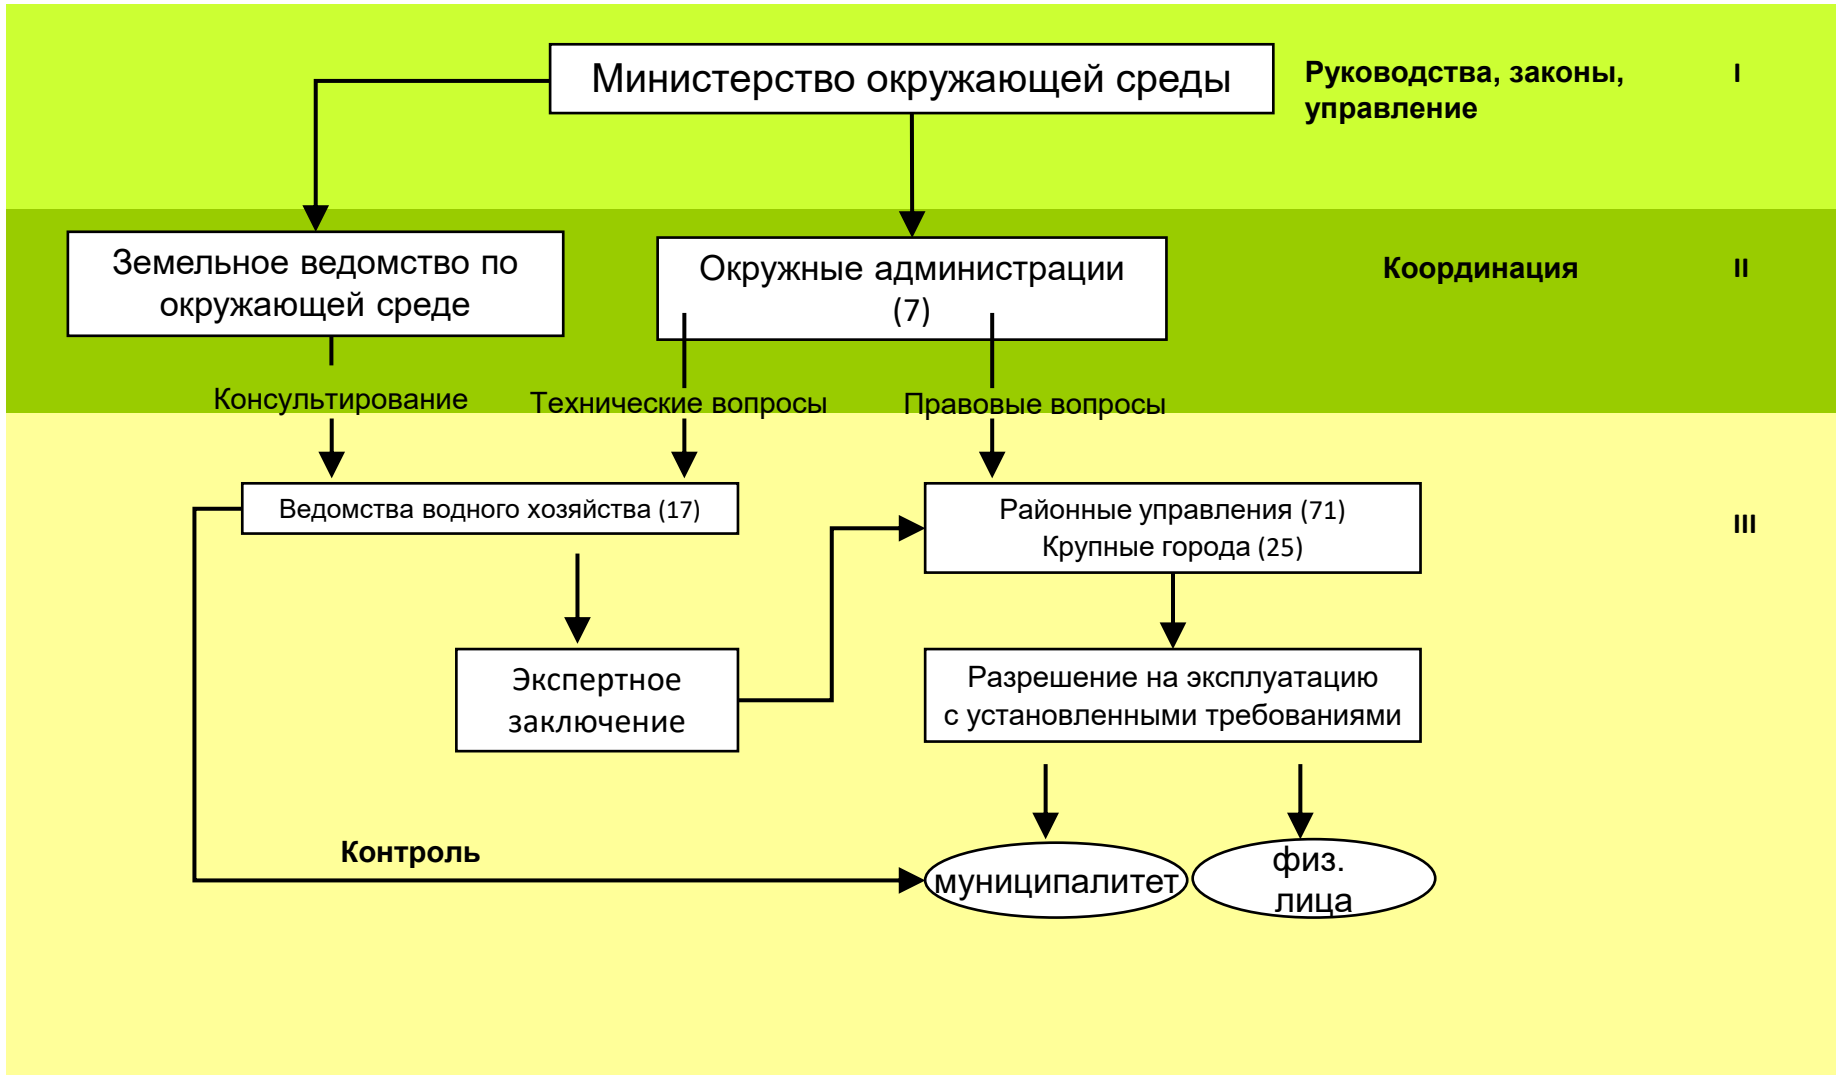 Министерство окружающей среды
Руководства, законы,
управление
I
Земельное ведомство по
окружающей среде
Окружные администрации
(7)
Координация
II
Консультирование
Технические вопросы
Правовые вопросы
Ведомства водного хозяйства (17)
Районные управления (71)
Крупные города (25)
III
Экспертное
заключение
Разрешение на эксплуатацию
с установленными требованиями
Контроль
муниципалитет
физ.
лица